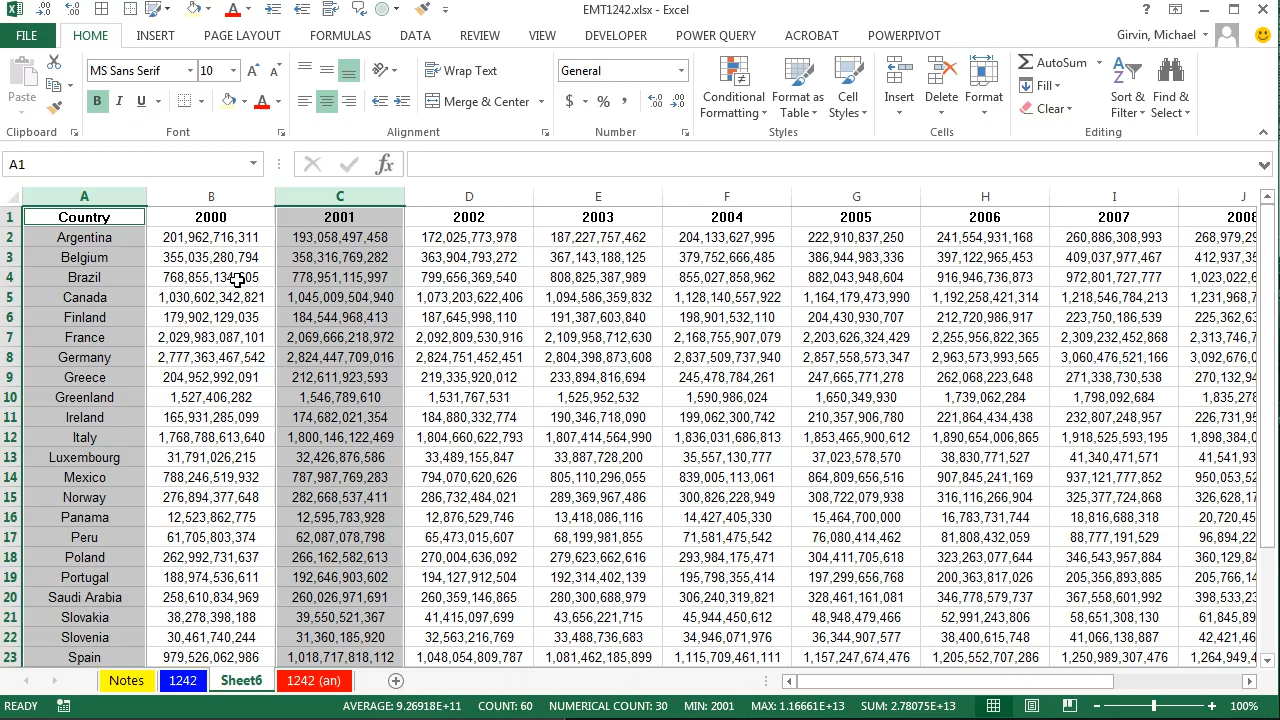 EMT1242.xlsx - Excel
FILE HOME INSERT PAGE LAYOUT FORMULAS DATA REVIEW VIEW DEVELOPER POWER QUERY ACROBAT POWERPIVOT Girvin, Michael
MS Sans Serif 10 Wrap Text General AutoSum
Paste Conditional Formatting Format as Table Cell Styles Insert Delete Format Fill Sort & Filter Find & Select
B I U Merge & Center $ % , Clear
Clipboard Font Alignment Number Styles Cells Editing
A1 fx
A B C D E F G H I J
1 Country 2000 2001 2002 2003 2004 2005 2006 2007 2008
2 Argentina 201,962,716,311 193,058,497,458 172,025,773,978 187,227,757,462 204,133,627,995 222,910,837,250 241,554,931,168 260,886,308,993 268,979,29
3 Belgium 355,035,280,794 358,316,769,282 363,904,793,272 367,143,188,125 379,752,666,485 386,944,983,336 397,122,965,453 409,037,977,467 412,937,35
4 Brazil 768,855,134,505 778,951,115,997 799,656,369,540 808,825,387,989 855,027,858,962 882,043,948,604 916,946,736,873 972,801,727,777 1,023,022,6
5 Canada 1,030,602,342,821 1,045,009,504,940 1,073,203,622,406 1,094,586,359,832 1,128,140,557,922 1,164,179,473,990 1,192,258,421,314 1,218,546,784,213 1,231,968,7
6 Finland 179,902,129,035 184,544,968,413 187,645,998,110 191,387,603,840 198,901,532,110 204,430,930,707 212,720,986,917 223,750,186,539 225,362,63
7 France 2,029,983,087,101 2,069,666,218,972 2,092,809,530,916 2,109,958,712,630 2,168,755,907,079 2,203,626,324,429 2,255,956,822,365 2,309,232,452,868 2,313,746,7
8 Germany 2,777,363,467,542 2,824,447,709,016 2,824,751,452,451 2,804,398,873,608 2,837,509,737,940 2,857,558,573,347 2,963,573,993,565 3,060,476,521,166 3,092,676,0
9 Greece 204,952,992,091 212,611,923,593 219,335,920,012 233,894,816,694 245,478,784,261 247,665,771,278 262,068,223,648 271,338,730,538 270,132,94
10 Greenland 1,527,406,282 1,546,789,610 1,531,767,531 1,525,952,532 1,590,986,024 1,650,349,930 1,739,062,284 1,798,092,684 1,835,278
11 Ireland 165,931,285,099 174,682,021,354 184,880,332,774 190,346,718,090 199,062,300,742 210,357,906,780 221,864,434,438 232,807,248,957 226,731,95
12 Italy 1,768,788,613,640 1,800,146,122,469 1,804,660,622,793 1,807,414,564,990 1,836,031,686,813 1,853,465,900,612 1,890,654,006,865 1,918,525,593,195 1,898,384,0
13 Luxembourg 31,791,026,215 32,426,876,586 33,489,155,847 33,887,728,200 35,557,130,777 37,023,578,570 38,830,771,527 41,340,471,571 41,541,93
14 Mexico 788,246,519,932 787,987,769,283 794,070,620,626 805,110,296,055 839,005,113,061 864,809,656,516 907,845,241,169 937,121,777,852 950,053,52
15 Norway 276,894,377,648 282,668,537,411 286,732,484,021 289,369,967,486 300,826,228,949 308,722,079,938 316,116,266,904 325,377,724,868 326,628,17
16 Panama 12,523,862,775 12,595,783,928 12,876,529,746 13,418,086,116 14,427,405,330 15,464,700,000 16,783,731,744 18,816,688,318 20,720,45
17 Peru 61,705,803,374 62,087,078,798 65,473,015,607 68,199,981,855 71,581,475,542 76,080,414,462 81,808,432,059 88,777,191,529 96,894,22
18 Poland 262,992,731,637 266,162,582,613 270,004,636,092 279,623,662,616 293,984,175,471 304,411,705,618 323,263,077,644 346,543,957,884 360,129,84
19 Portugal 188,974,536,611 192,646,903,602 194,127,912,504 192,314,402,139 195,798,355,414 197,299,656,768 200,363,817,026 205,356,893,885 205,766,14
20 Saudi Arabia 258,610,834,969 260,026,971,691 260,359,146,865 280,300,688,979 306,240,319,821 328,461,161,081 346,778,579,737 367,558,601,992 398,533,23
21 Slovakia 38,278,398,188 39,550,521,367 41,415,097,699 43,656,221,715 45,944,450,612 48,948,479,466 52,991,243,806 58,651,308,130 61,845,89
22 Slovenia 30,461,740,244 31,360,185,920 32,563,216,769 33,488,736,683 34,946,071,976 36,344,907,577 38,400,615,748 41,066,138,887 42,421,46
23 Spain 979,526,062,986 1,018,717,818,112 1,048,054,809,787 1,081,462,185,899 1,115,709,461,111 1,157,247,674,476 1,205,552,707,286 1,250,989,307,476 1,264,949,4
Notes 1242 Sheet6 1242 (an)
READY AVERAGE: 9.26918E+11 COUNT: 60 NUMERICAL COUNT: 30 MIN: 2001 MAX: 1.16661E+13 SUM: 2.78075E+13 100%